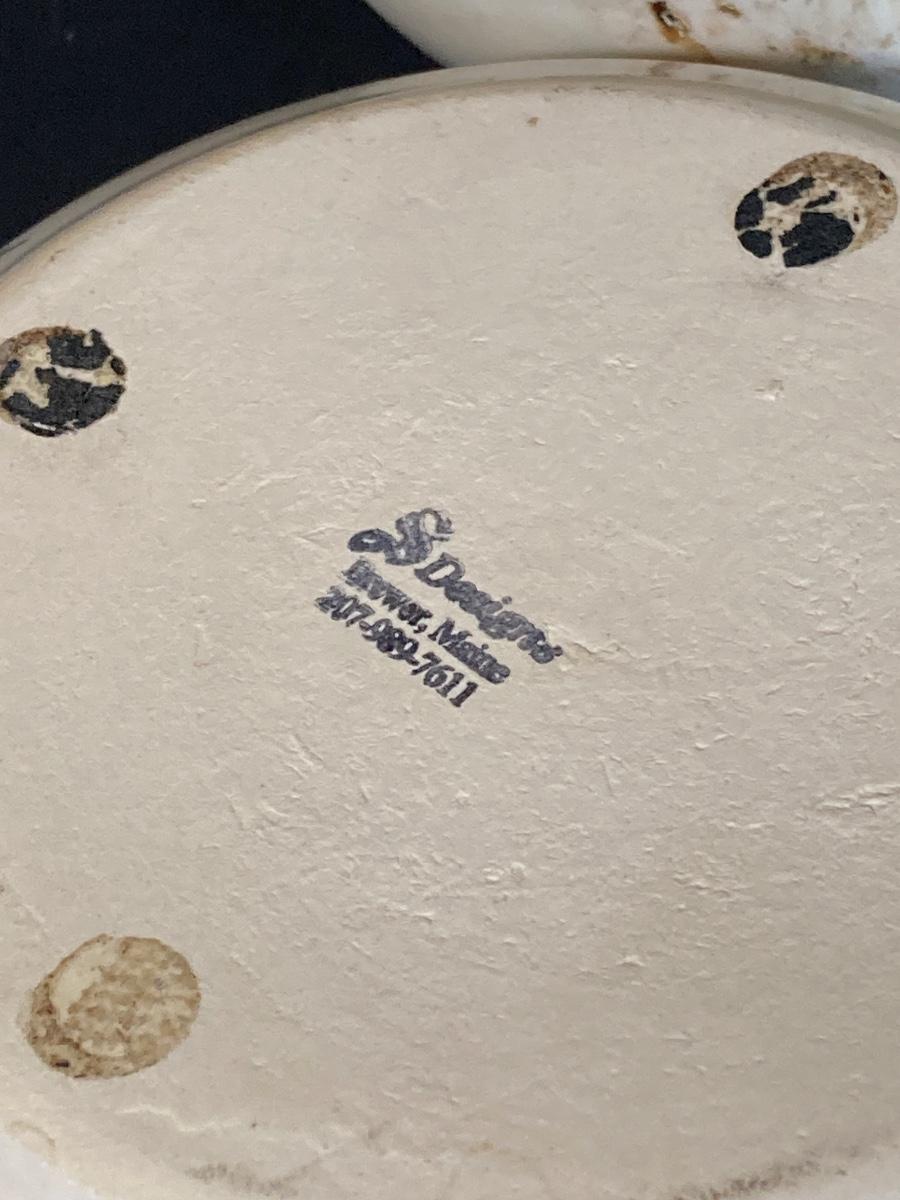 S Designs
Brewer, Maine
207-989-7611